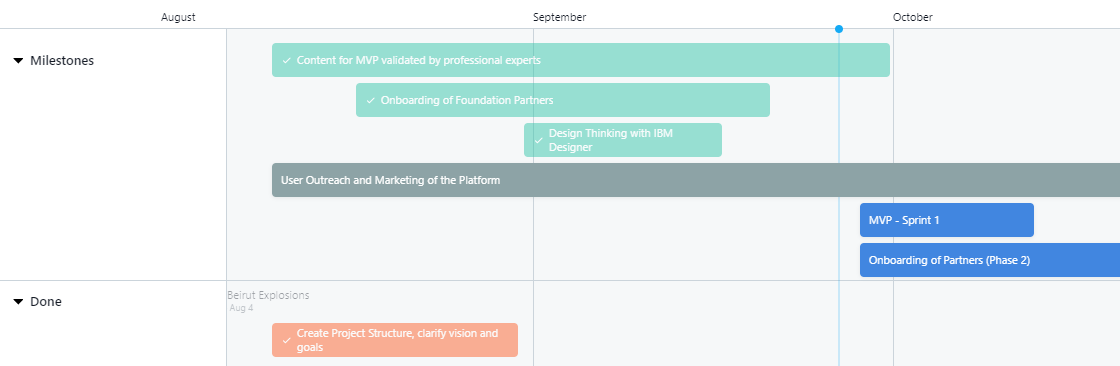 August
September
October
Milestones
Content for MVP validated by professional experts
Onboarding of Foundation Partners
Design Thinking with IBM
Designer
User Outreach and Marketing of the Platform
MVP - Sprint 1
Onboarding of Partners (Phase 2)
Done
Beirut Explosions
Aug 4
Create Project Structure, clarify vision and
goals